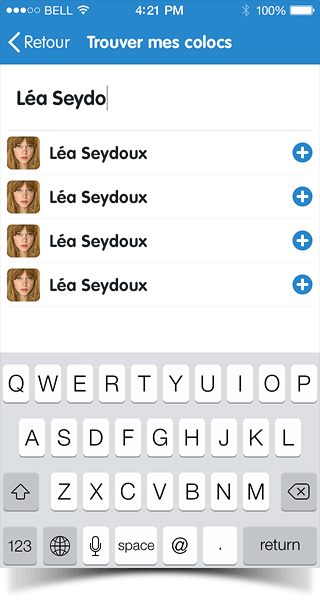 BELL 4:21 PM 100%
Retour Trouver mes colocs
Léa Seydo
Léa Seydoux
Léa Seydoux
Léa Seydoux
Léa Seydoux
Q W E R T Y U I O P
A S D F G H J K L
Z X C V B N M
123 space @ . return